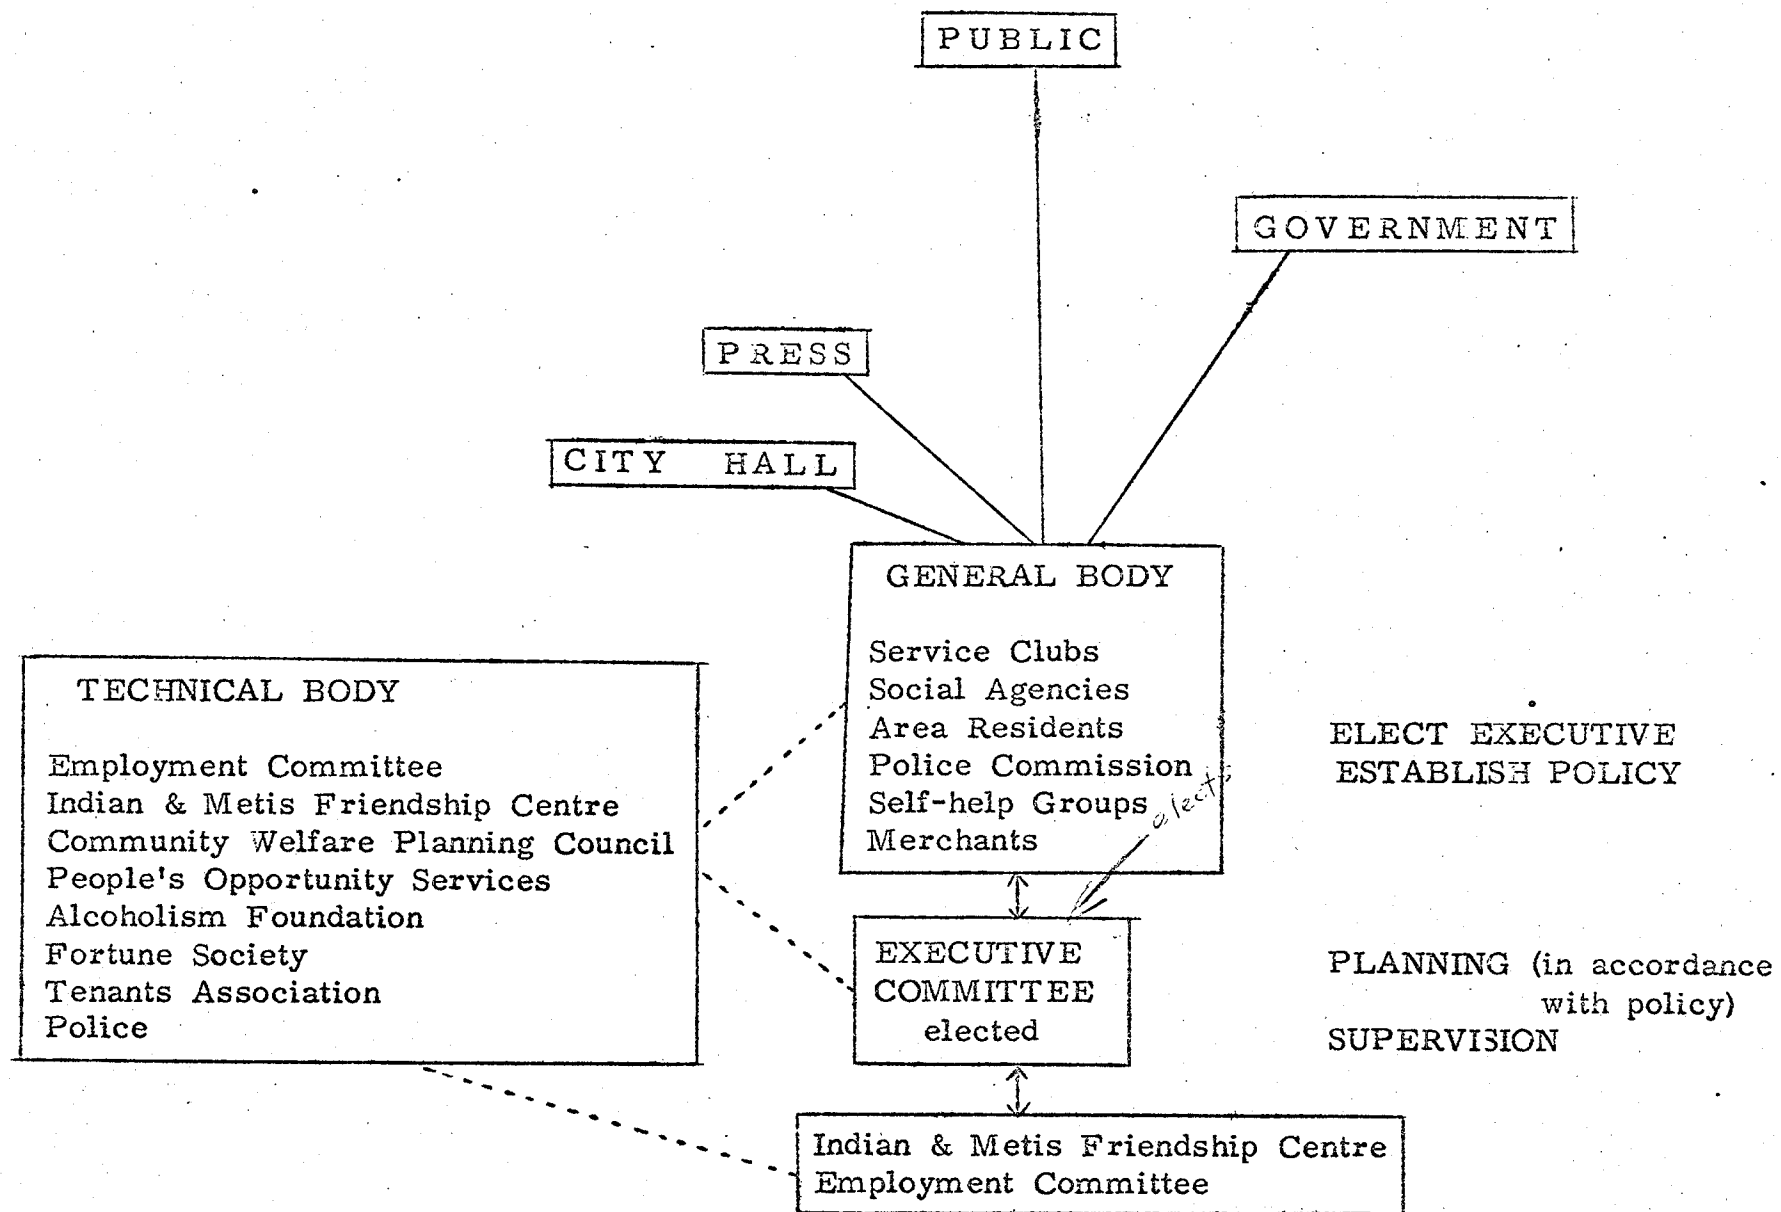 PUBLIC
GOVERNMENT
PRESS
CITY HALL
GENERAL BODY
Service Clubs
Social Agencies
Area Residents
Police Commission
Self-help Groups
Merchants
elects
TECHNICAL BODY
Employment Committee
Indian & Metis Friendship Centre
Community Welfare Planning Council
People's Opportunity Services
Alcoholism Foundation
Fortune Society
Tenants Association
Police
ELECT EXECUTIVE
ESTABLISH POLICY
EXECUTIVE
COMMITTEE
elected
PLANNING (in accordance
with policy)
SUPERVISION
Indian & Metis Friendship Centre
Employment Committee